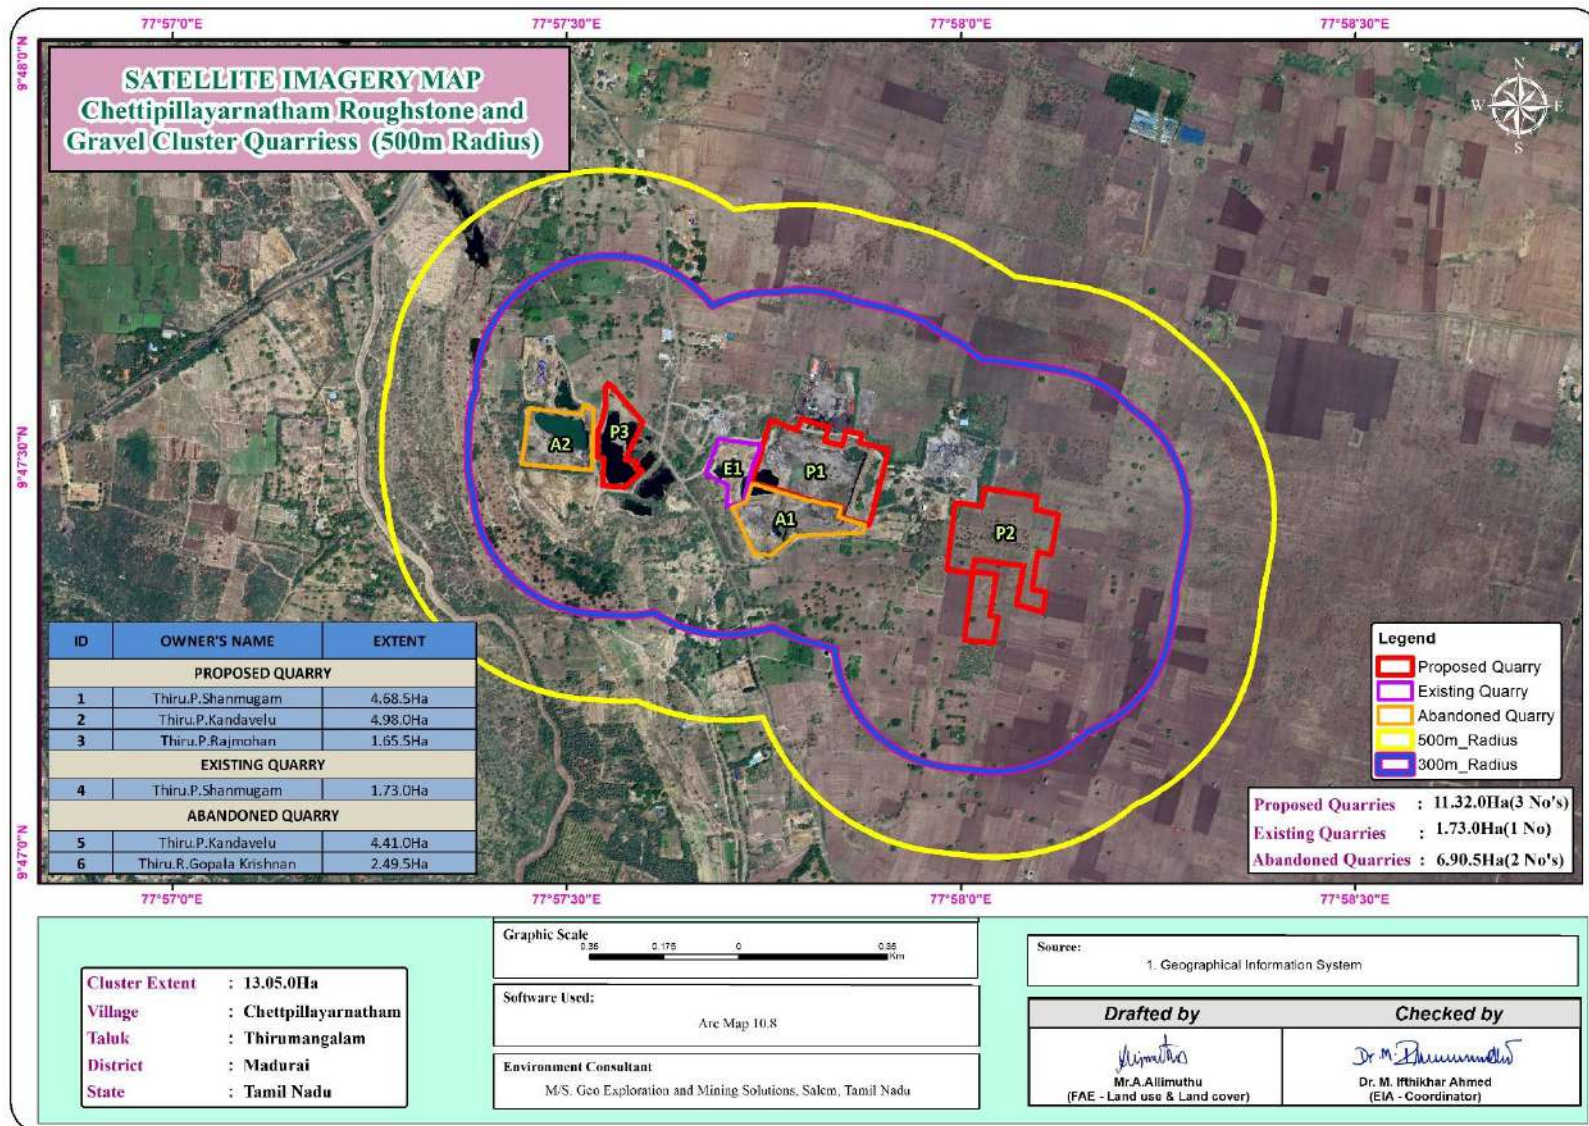 77°57'0"E
77°57'30"E
77°58'0"E
77°58'30"E
9°48'0"N
9°47'30"N
9°47'0"N
SATELLITE IMAGERY MAP
Chettipillayarnatham Roughstone and
Gravel Cluster Quarriess (500m Radius)
N
W E
S
A2
P3
E1
P1
A1
P2
ID OWNER'S NAME EXTENT
PROPOSED QUARRY
1 Thiru.P.Shanmugam 4.68.5Ha
2 Thiru.P.Kandavelu 4.98.0Ha
3 Thiru.P.Rajmohan 1.65.5Ha
EXISTING QUARRY
4 Thiru.P.Shanmugam 1.73.0Ha
ABANDONED QUARRY
5 Thiru.P.Kandavelu 4.41.0Ha
6 Thiru.R.Gopala Krishnan 2.49.5Ha
Legend
Proposed Quarry
Existing Quarry
Abandoned Quarry
500m_Radius
300m_Radius
Proposed Quarries : 11.32.0Ha(3 No's)
Existing Quarries : 1.73.0Ha(1 No)
Abandoned Quarries : 6.90.5Ha(2 No's)
77°57'0"E
77°57'30"E
77°58'0"E
77°58'30"E
Cluster Extent : 13.05.0Ha
Village : Chettpillayarnatham
Taluk : Thirumangalam
District : Madurai
State : Tamil Nadu
Graphic Scale
0.35 0.175 0 0.35
Km
Software Used:
Arc Map 10.8
Environment Consultant
M/S. Geo Exploration and Mining Solutions, Salem, Tamil Nadu
Source:
1. Geographical Information System
Drafted by
Checked by
Mr.A.Allimuthu
(FAE - Land use & Land cover)
Dr. M. Ifthikhar Ahmed
(EIA - Coordinator)